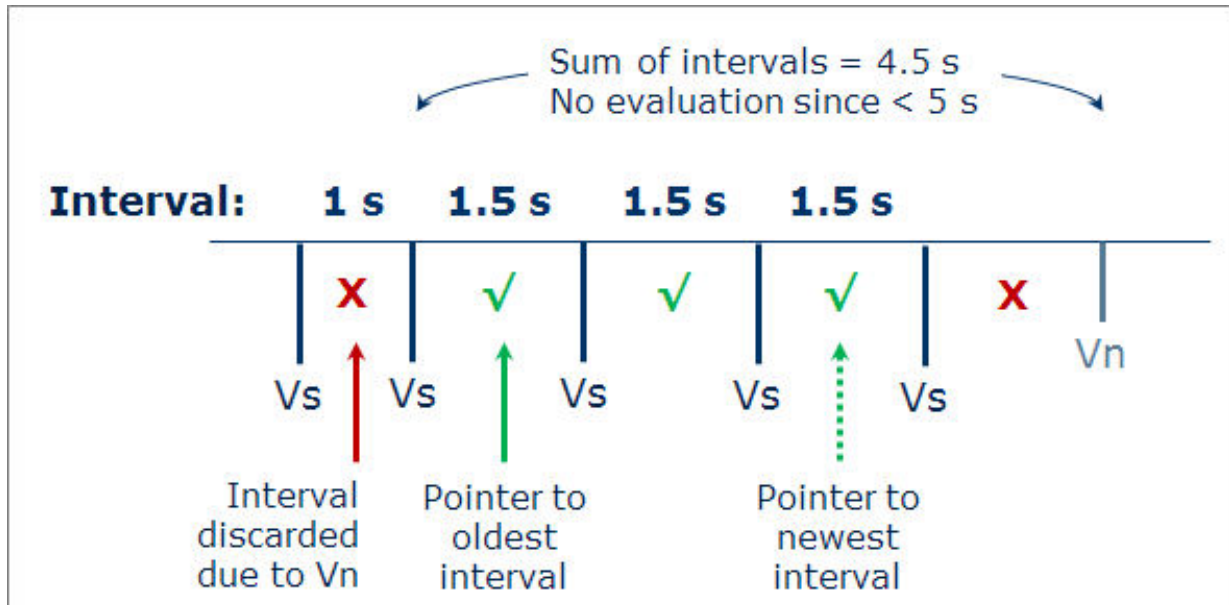 Sum of intervals = 4.5 s
No evaluation since < 5 s
Interval: 1 s 1.5 s 1.5 s 1.5 s
X √ √ √ X
Vs Vs Vs Vs Vs Vn
Interval
discarded
due to Vn
Pointer to
oldest
interval
Pointer to
newest
interval